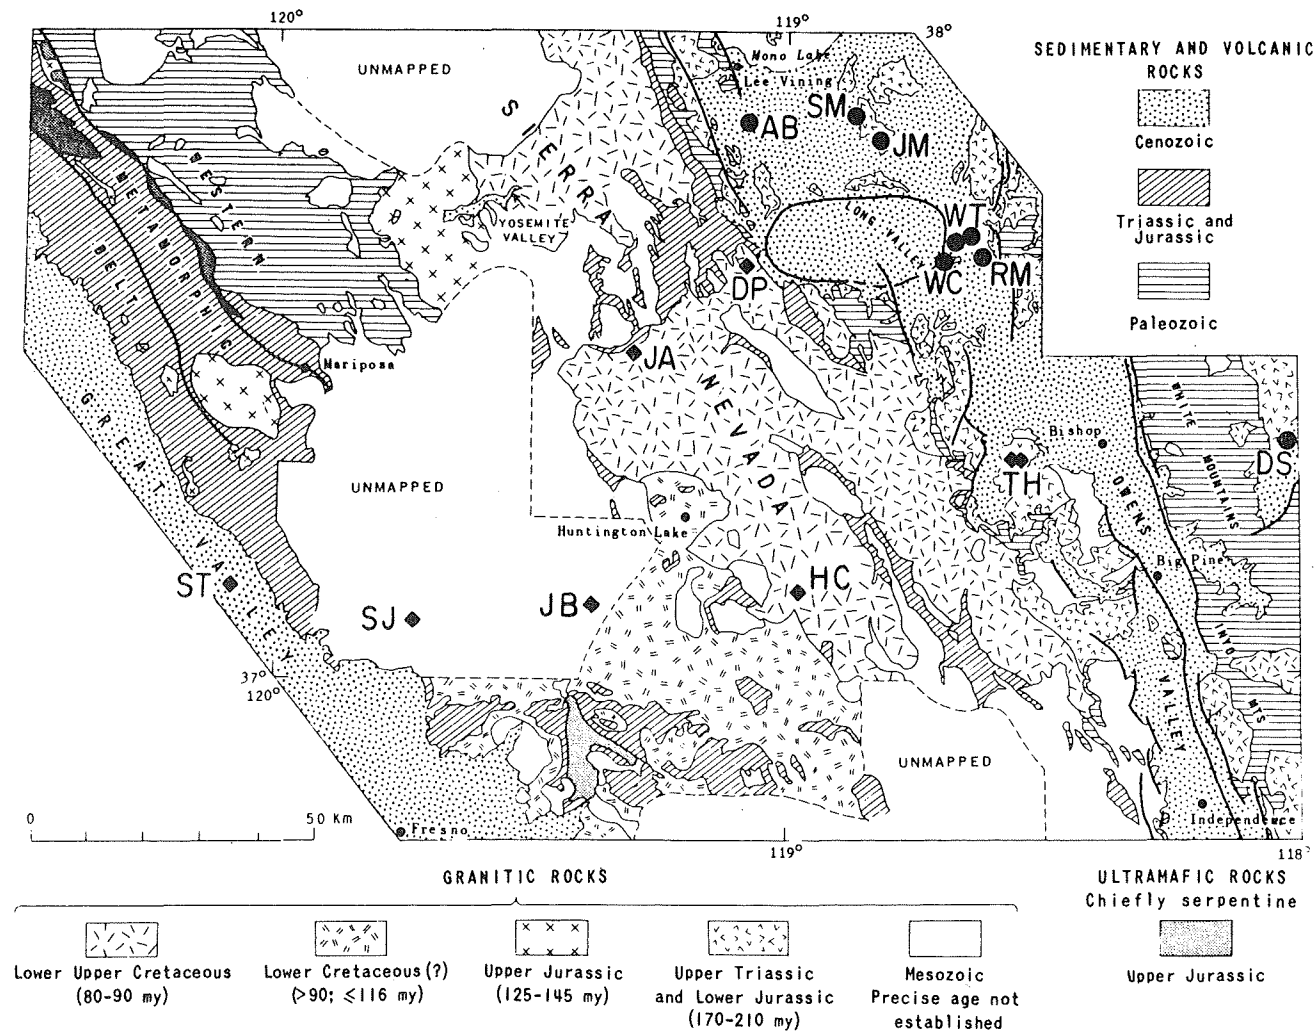 120°
119°
38°
UNMAPPED
Mono Lake
Lee Vining
SM
AB
JM
SIERRA
NEVADA
WESTERN
METAMORPHIC
BELT
YOSEMITE
VALLEY
LONG VALLEY
WT
WC
RM
DP
JA
Mariposa
GREAT VALLEY
UNMAPPED
Huntington Lake
Bishop
TH
WHITE
MOUNTAINS
DS
OWENS
VALLEY
Big Pine
INYO
MTS
ST
SJ
JB
HC
37°
120°
UNMAPPED
Independence
Fresno
0
50 Km
119°
118°
SEDIMENTARY AND VOLCANIC
ROCKS
Cenozoic
Triassic and
Jurassic
Paleozoic
GRANITIC ROCKS
Lower Upper Cretaceous
(80-90 my)
Lower Cretaceous (?)
(>90; ≤116 my)
Upper Jurassic
(125-145 my)
Upper Triassic
and Lower Jurassic
(170-210 my)
Mesozoic
Precise age not
established
ULTRAMAFIC ROCKS
Chiefly serpentine
Upper Jurassic